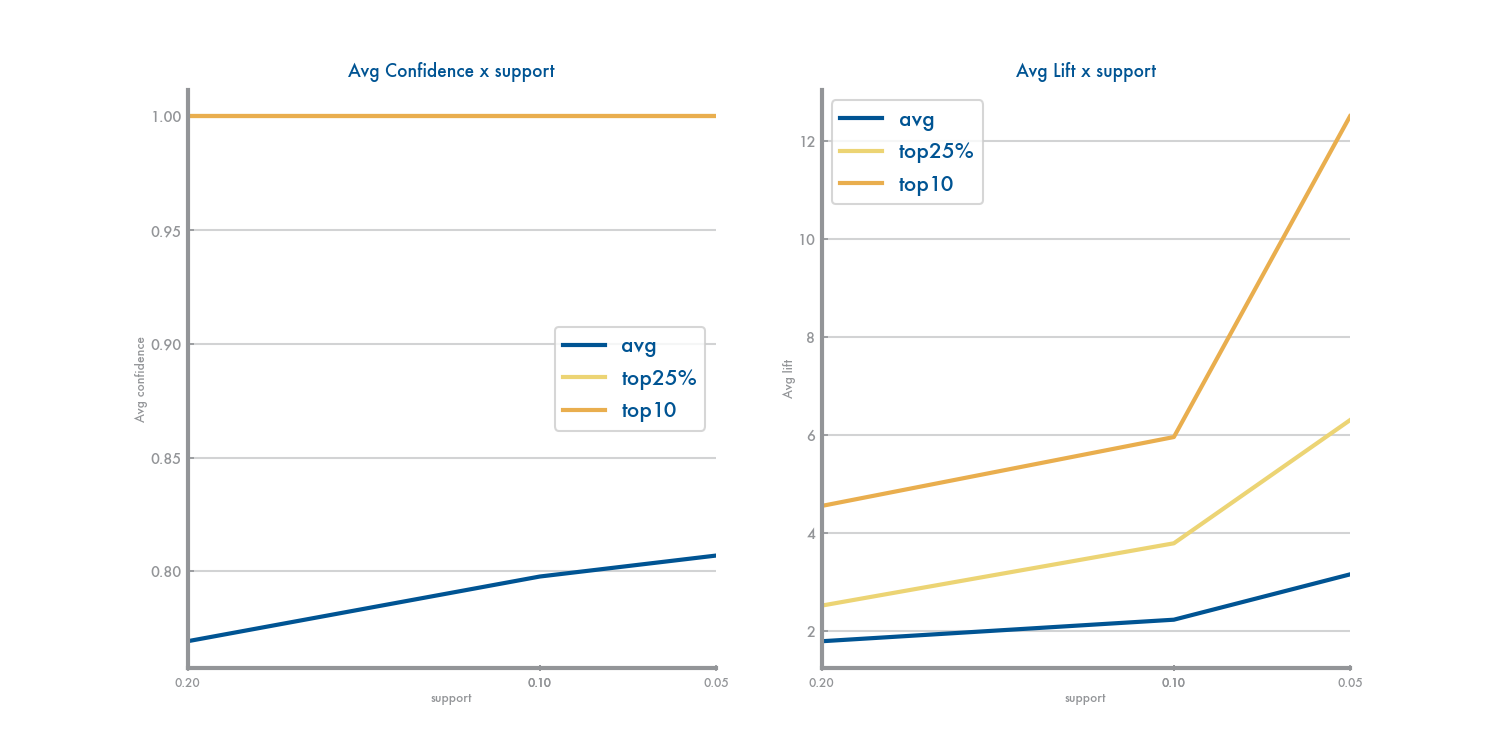 Avg Confidence x support
1.00
0.95
0.90
0.85
0.80
Avg confidence
avg
top25%
top10
0.20
0.10
0.05
support
Avg Lift x support
12
10
8
6
4
2
Avg lift
avg
top25%
top10
0.20
0.10
0.05
support